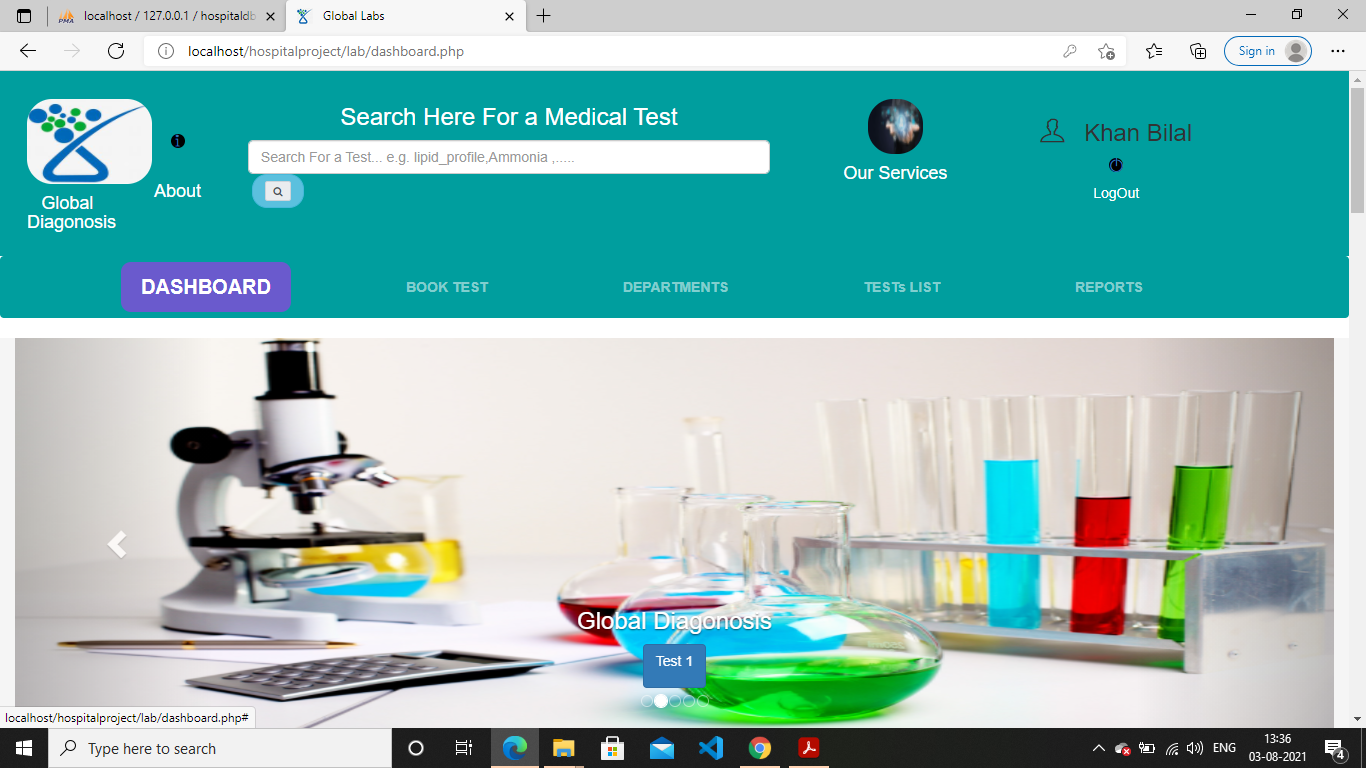 localhost / 127.0.0.1 / hospitaldb
Global Labs
localhost/hospitalproject/lab/dashboard.php
Sign in
Search Here For a Medical Test
Search For a Test... e.g. lipid_profile,Ammonia ,.....
Global
Diagonosis
About
Our Services
Khan Bilal
LogOut
DASHBOARD
BOOK TEST
DEPARTMENTS
TESTs LIST
REPORTS
Global Diagonosis
Test 1
localhost/hospitalproject/lab/dashboard.php#
Type here to search
ENG
13:36
03-08-2021
4